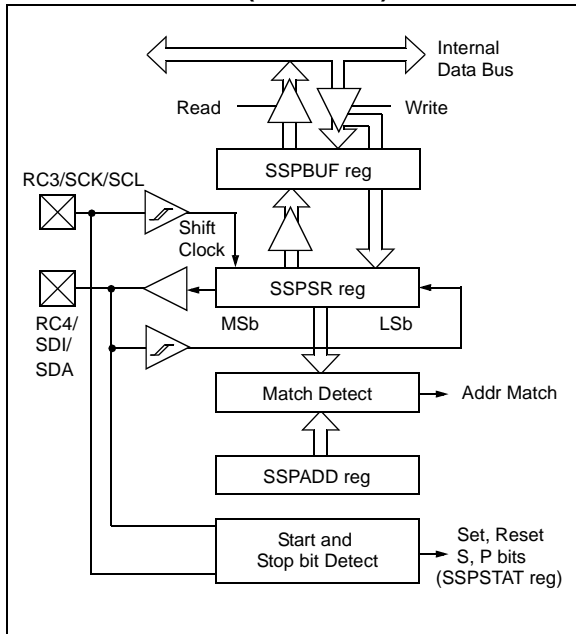 Internal
Data Bus
Read
Write
SSPBUF reg
RC3/SCK/SCL
Shift
Clock
SSPSR reg
MSb
LSb
RC4/
SDI/
SDA
Match Detect
Addr Match
SSPADD reg
Start and
Stop bit Detect
Set, Reset
S, P bits
(SSPSTAT reg)